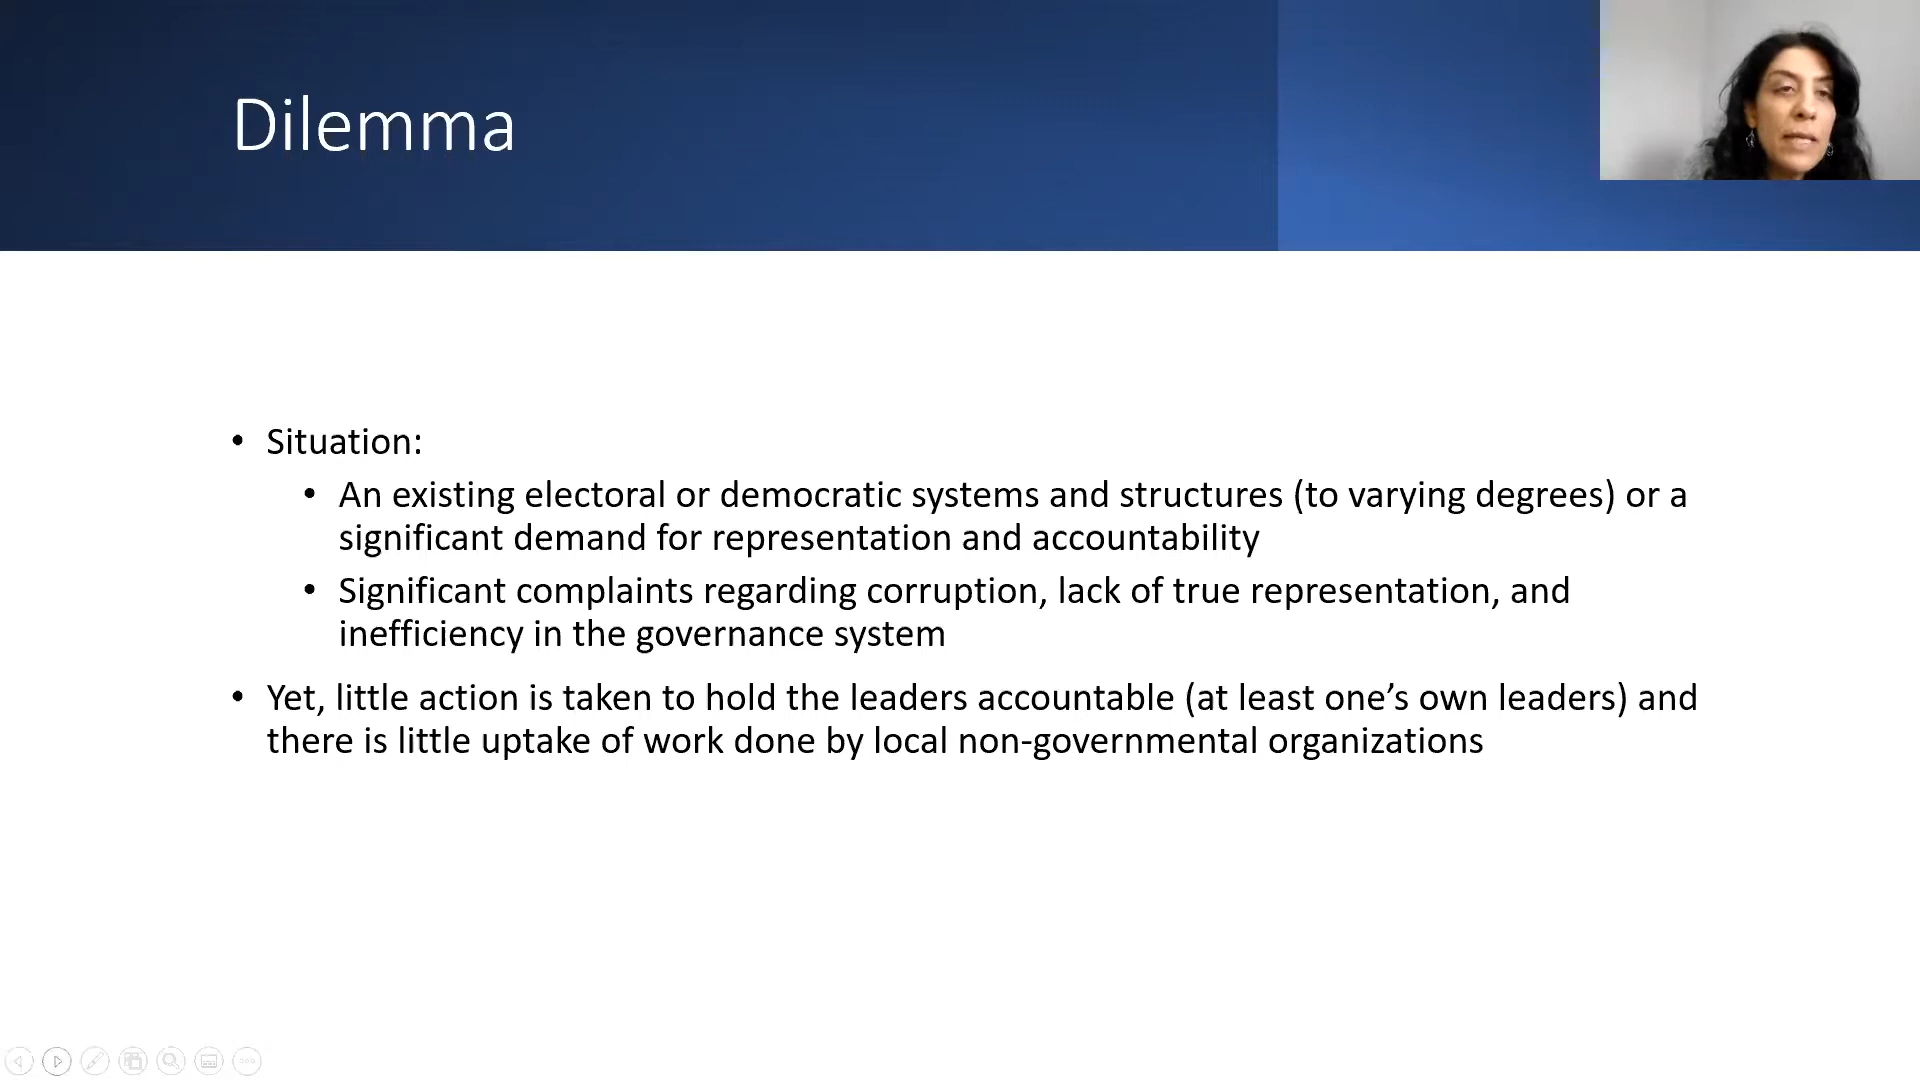 Dilemma
• Situation:
• An existing electoral or democratic systems and structures (to varying degrees) or a
significant demand for representation and accountability
• Significant complaints regarding corruption, lack of true representation, and
inefficiency in the governance system
• Yet, little action is taken to hold the leaders accountable (at least one’s own leaders) and
there is little uptake of work done by local non-governmental organizations